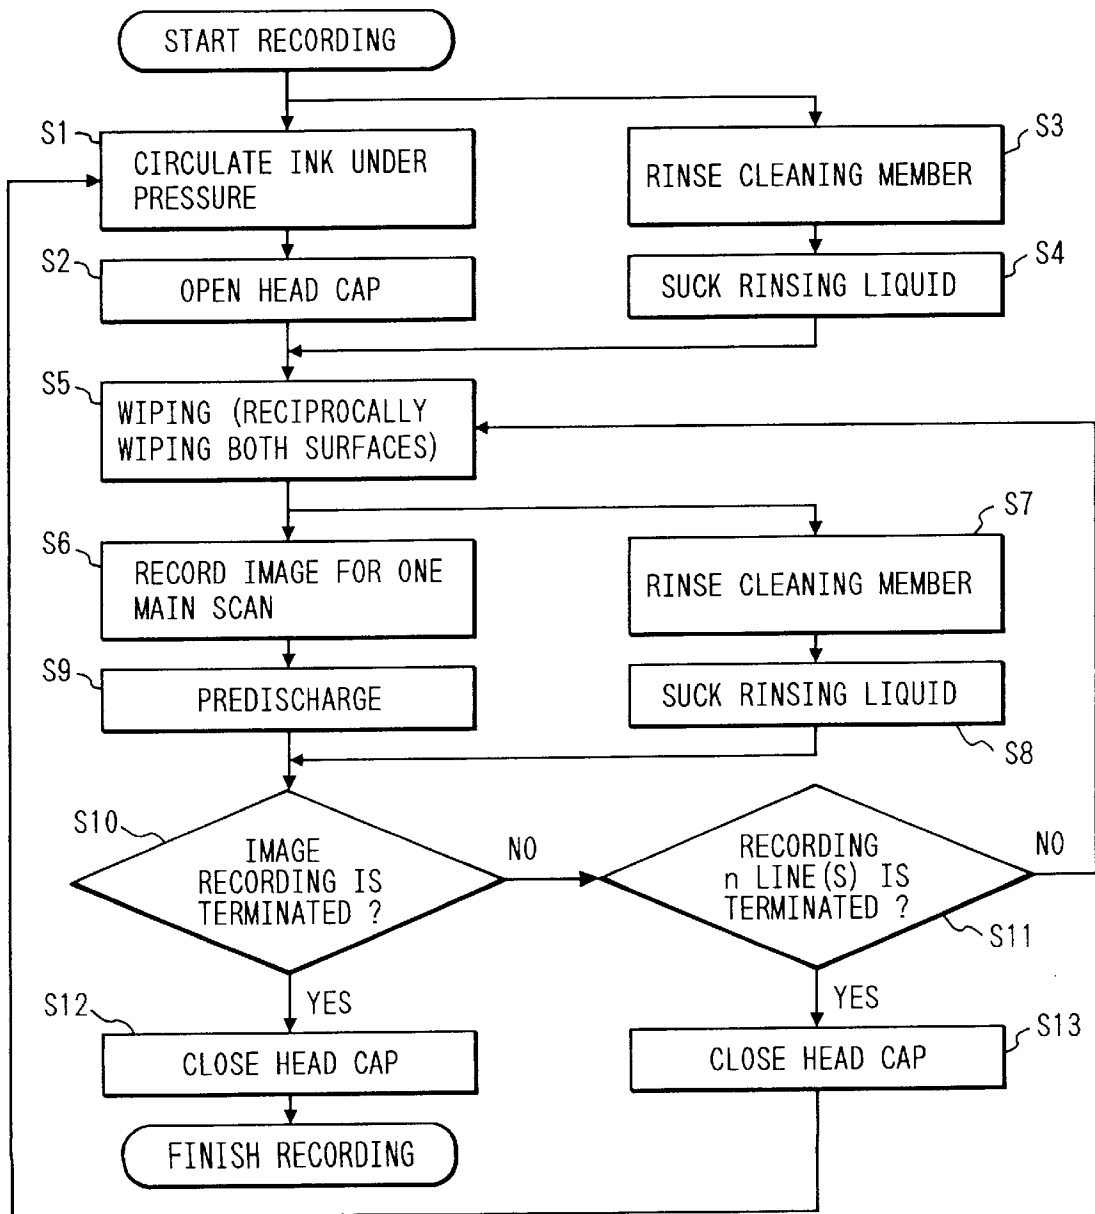 START RECORDING
S1
CIRCULATE INK UNDER
PRESSURE
S3
RINSE CLEANING MEMBER
S2
OPEN HEAD CAP
S4
SUCK RINSING LIQUID
S5
WIPING (RECIPROCALLY
WIPING BOTH SURFACES)
S6
RECORD IMAGE FOR ONE
MAIN SCAN
S7
RINSE CLEANING MEMBER
S9
PREDISCHARGE
SUCK RINSING LIQUID
S8
S10
IMAGE
RECORDING IS
TERMINATED ?
NO
RECORDING
n LINE(S) IS
TERMINATED ?
NO
S11
YES
YES
S12
CLOSE HEAD CAP
S13
CLOSE HEAD CAP
FINISH RECORDING